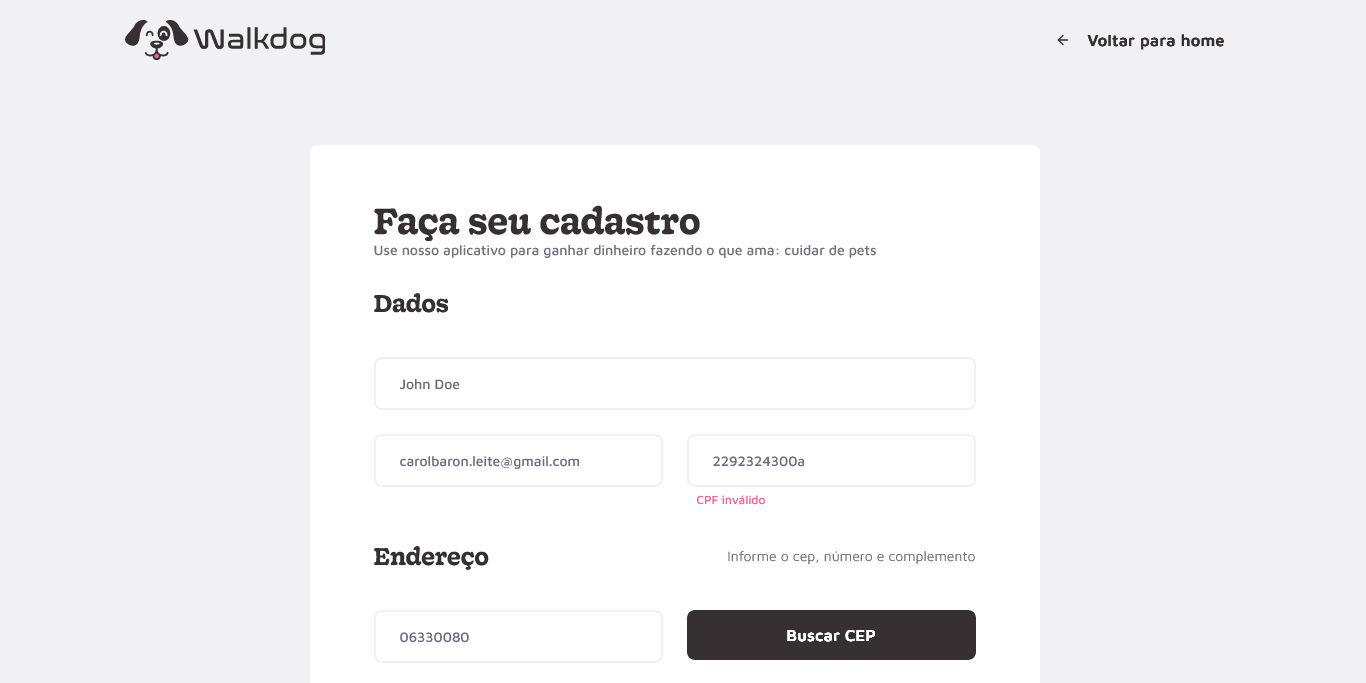 Walkdog
Voltar para home
Faça seu cadastro
Use nosso aplicativo para ganhar dinheiro fazendo o que ama: cuidar de pets
Dados
John Doe
carolbaron.leite@gmail.com
2292324300a
CPF inválido
Endereço
Informe o cep, número e complemento
06330080
Buscar CEP